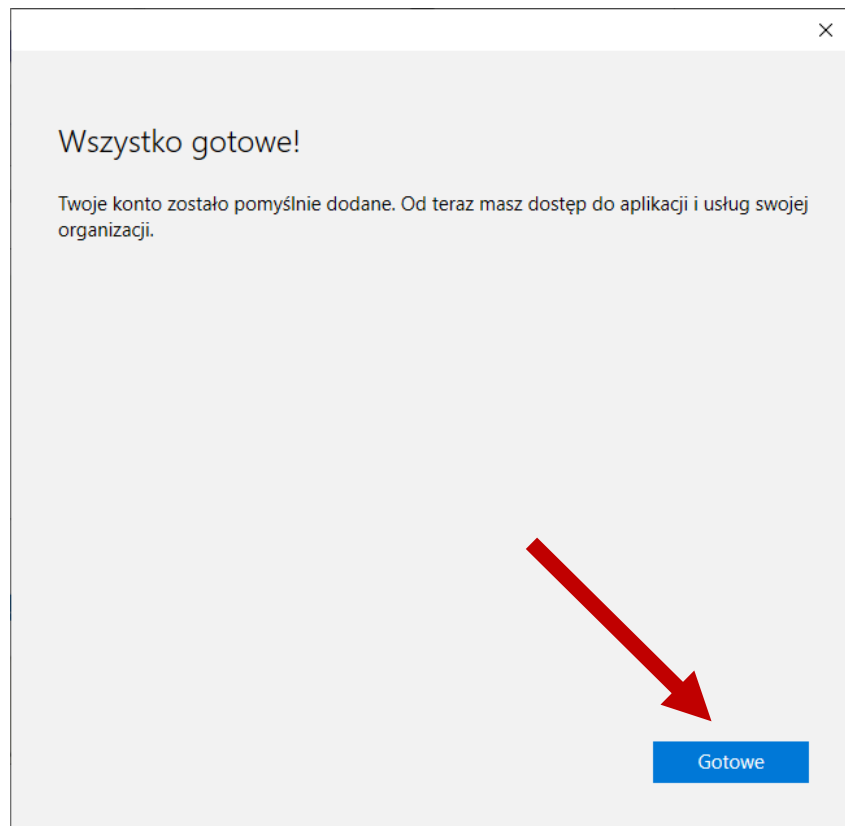 Wszystko gotowe!
Twoje konto zostało pomyślnie dodane. Od teraz masz dostęp do aplikacji i usług swojej
organizacji.
Gotowe